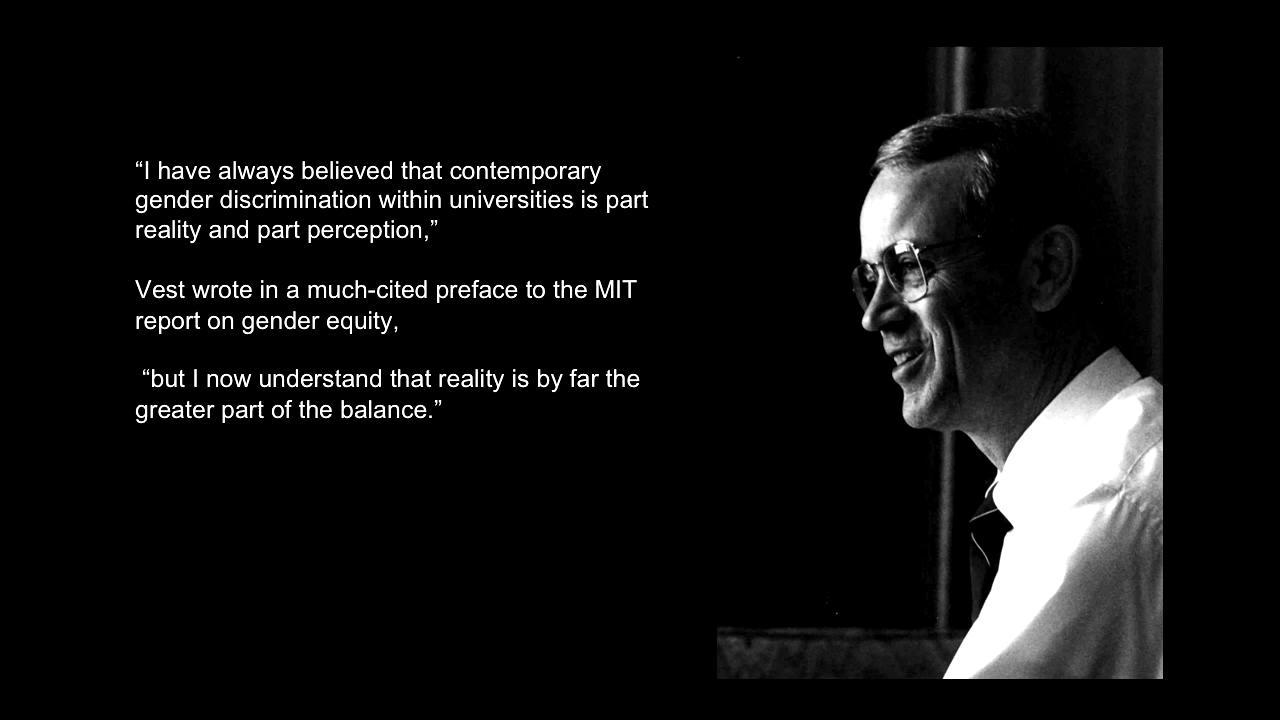 “I have always believed that contemporary
gender discrimination within universities is part
reality and part perception,”
Vest wrote in a much-cited preface to the MIT
report on gender equity,
“but I now understand that reality is by far the
greater part of the balance.”